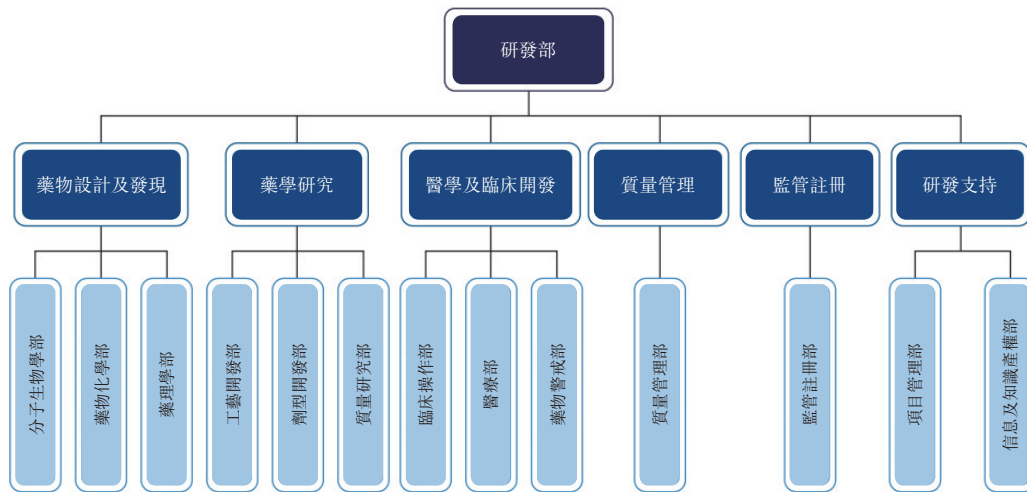 研發部
藥物設計及發現
藥學研究
醫學及臨床開發
質量管理
監管註冊
研發支持
分子生物學部
藥物化學部
藥理學部
工藝開發部
劑型開發部
質量研究部
臨床操作部
醫療部
藥物警戒部
質量管理部
監管註冊部
項目管理部
信息及知識產權部